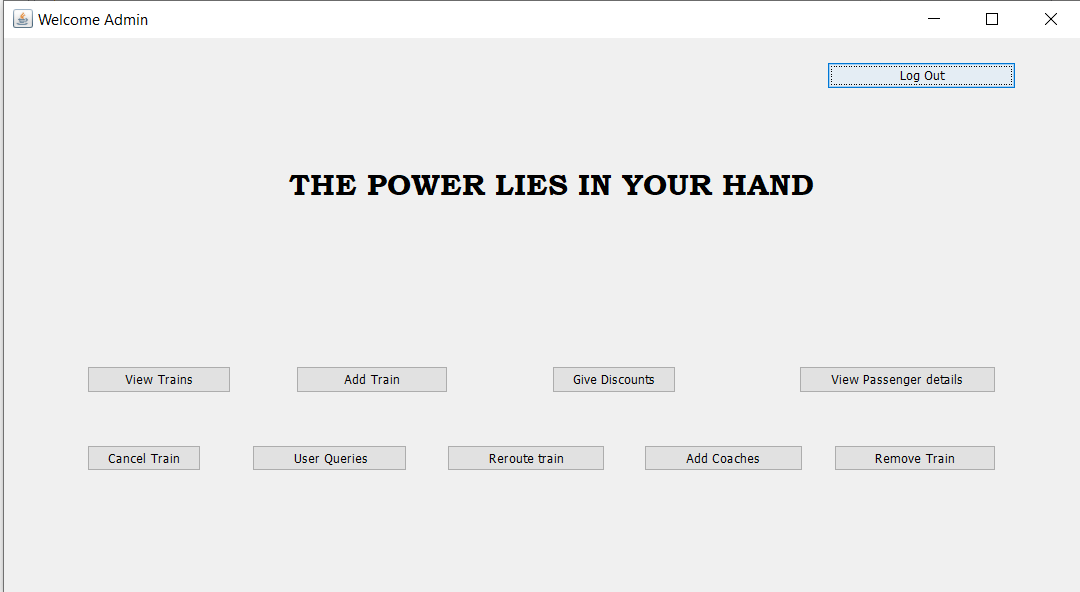 Welcome Admin
Log Out
THE POWER LIES IN YOUR HAND
View Trains
Add Train
Give Discounts
View Passenger details
Cancel Train
User Queries
Reroute train
Add Coaches
Remove Train